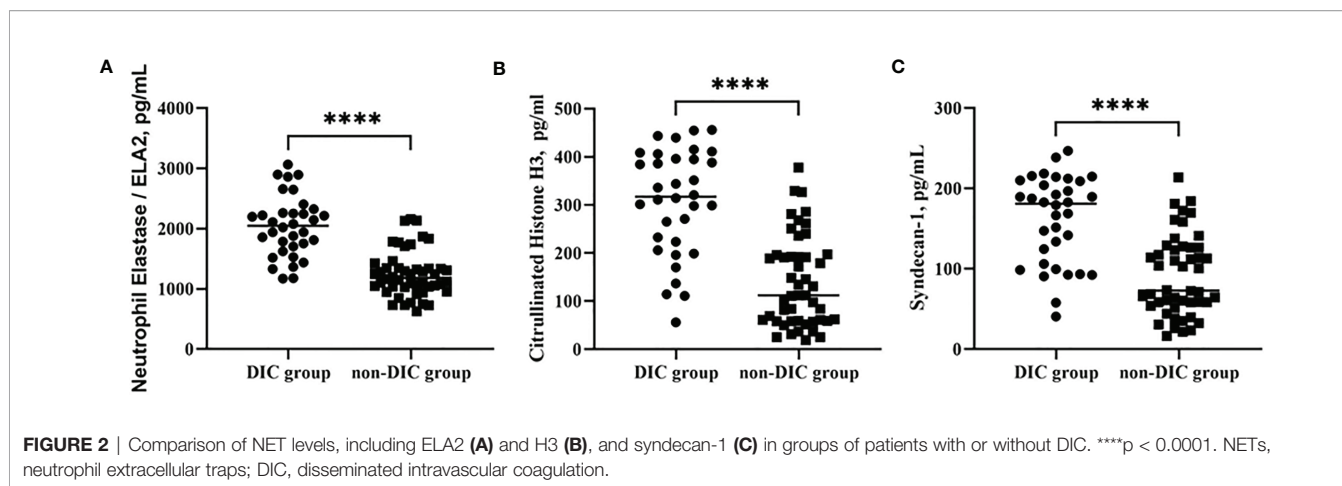 A
****
Neutrophil Elastase / ELA2, pg/mL
4000
3000
2000
1000
0
DIC group
non-DIC group
B
****
Citrullinated Histone H3, pg/ml
500
400
300
200
100
0
DIC group
non-DIC group
C
****
Syndecan-1, pg/mL
300
200
100
0
DIC group
non-DIC group
FIGURE 2 | Comparison of NET levels, including ELA2 (A) and H3 (B), and syndecan-1 (C) in groups of patients with or without DIC. ****p < 0.0001. NETs,
neutrophil extracellular traps; DIC, disseminated intravascular coagulation.